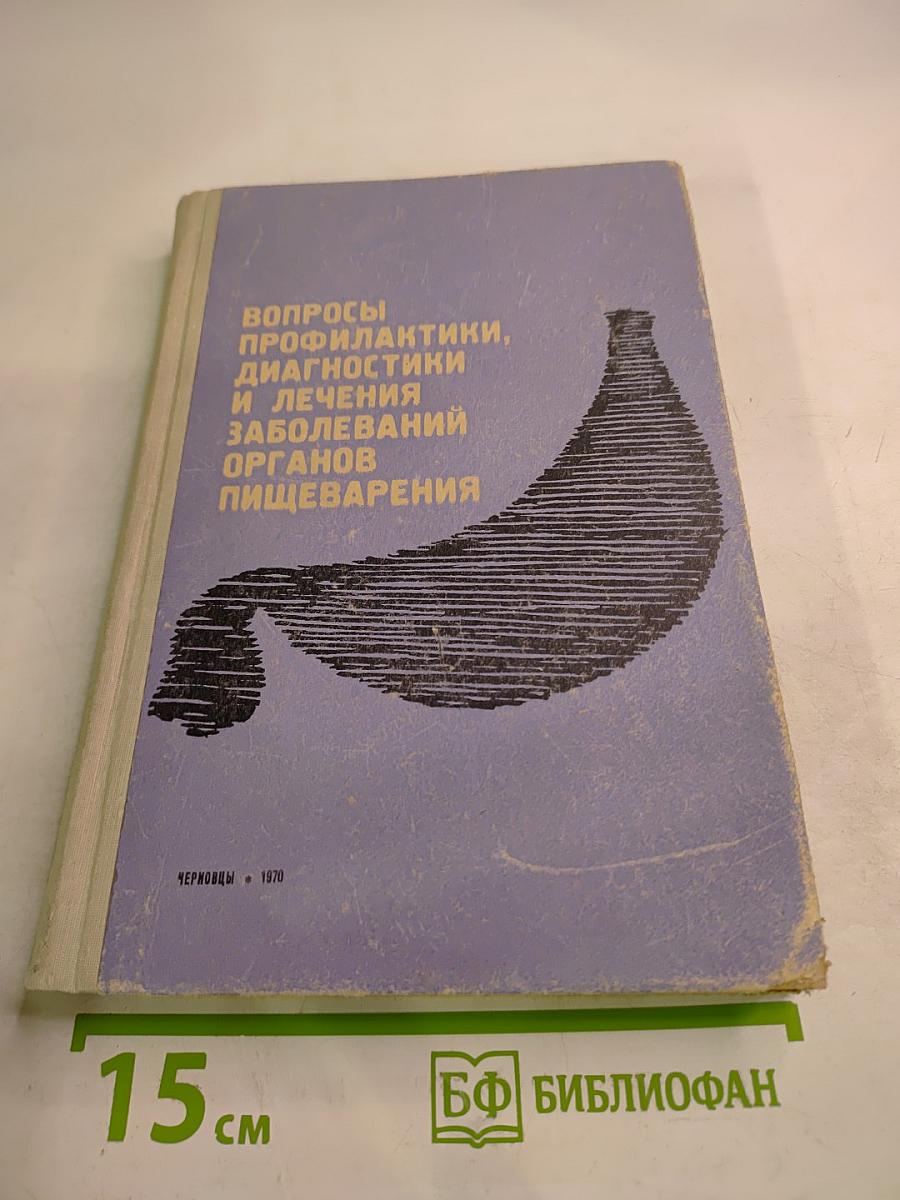 ВОПРОСЫ
ПРОФИЛАКТИКИ,
ДИАГНОСТИКИ
И ЛЕЧЕНИЯ
ЗАБОЛЕВАНИЙ
ОРГАНОВ
ПИЩЕВАРЕНИЯ
ЧЕРНОВЦЫ * 1970
15 см
БФ БИБЛИОФАН